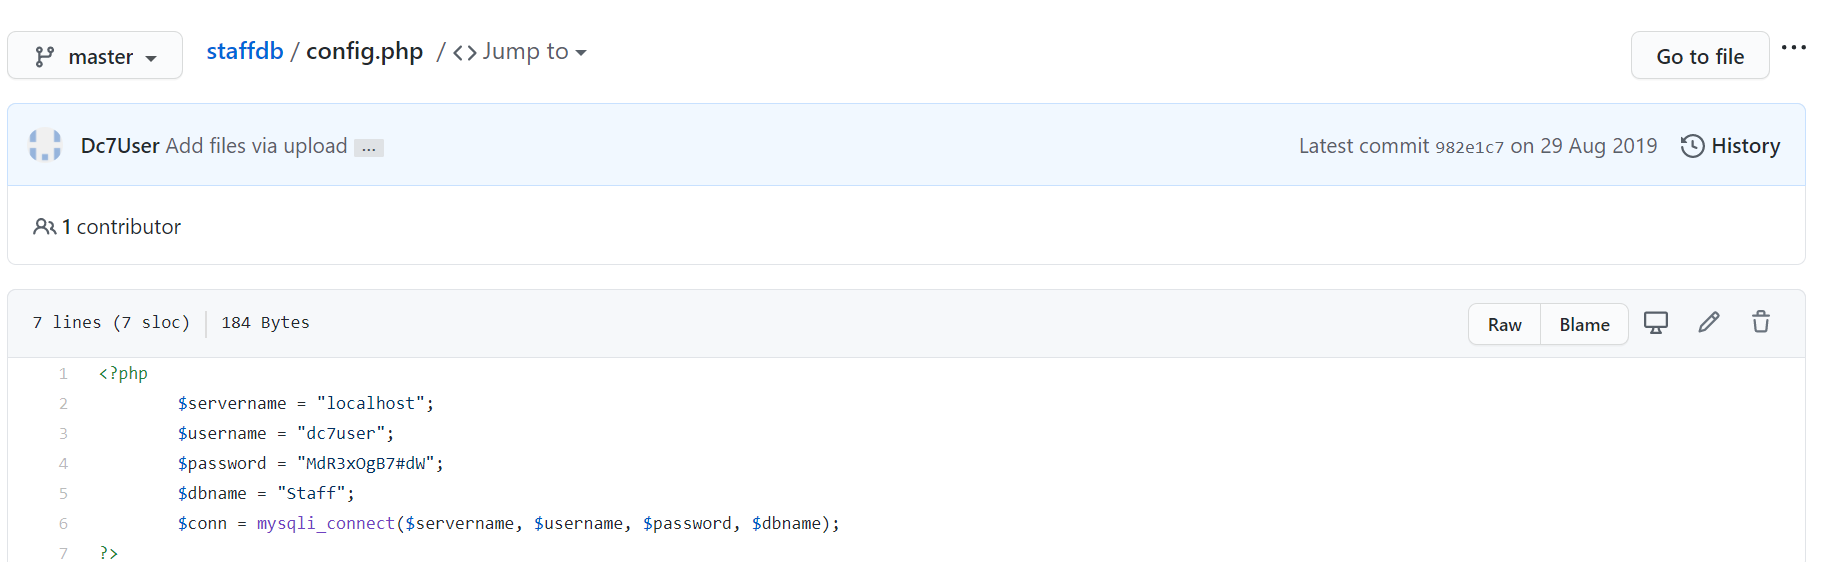 master staffdb / config.php / <> Jump to Go to file ...
Dc7User Add files via upload ... Latest commit 982e1c7 on 29 Aug 2019 History
1 contributor
7 lines (7 sloc) 184 Bytes Raw Blame
1 <?php
2 $servername = "localhost";
3 $username = "dc7user";
4 $password = "MdR3xOgB7#dW";
5 $dbname = "Staff";
6 $conn = mysqli_connect($servername, $username, $password, $dbname);
7 ?>